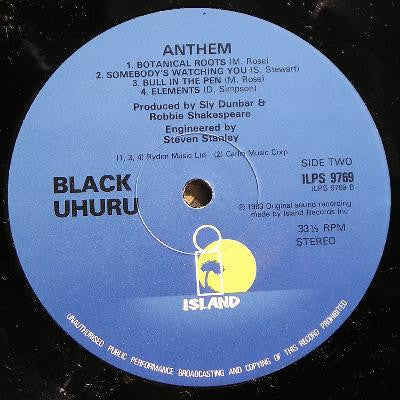 ANTHEM
1. BOTANICAL ROOTS (M. Rose)
2. SOMEBODY'S WATCHING YOU (S. Stewart)
3. BULL IN THE PEN (M. Rose)
4. ELEMENTS (D. Simpson)
Produced by Sly Dunbar &
Robbie Shakespeare
Engineered by
Steven Stanley
(1, 3, 4) Rydim Music Ltd (2) Carlin Music Corp
SIDE TWO
BLACK
UHURU
ILPS 9769
ILPS 9769-B
℗ 1983 Original sound recording
made by Island Records Inc
33⅓ RPM
STEREO
ISLAND
UNAUTHORISED PUBLIC PERFORMANCE BROADCASTING AND COPYING OF THIS RECORD PROHIBITED